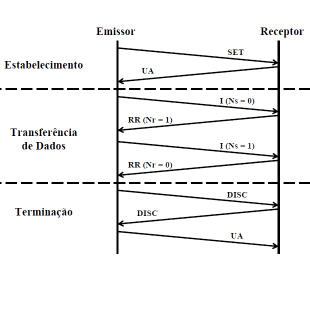 Emissor
Receptor
Estabelecimento
SET
UA
Transferência
de Dados
I (Ns = 0)
RR (Nr = 1)
I (Ns = 1)
RR (Nr = 0)
Terminação
DISC
DISC
UA